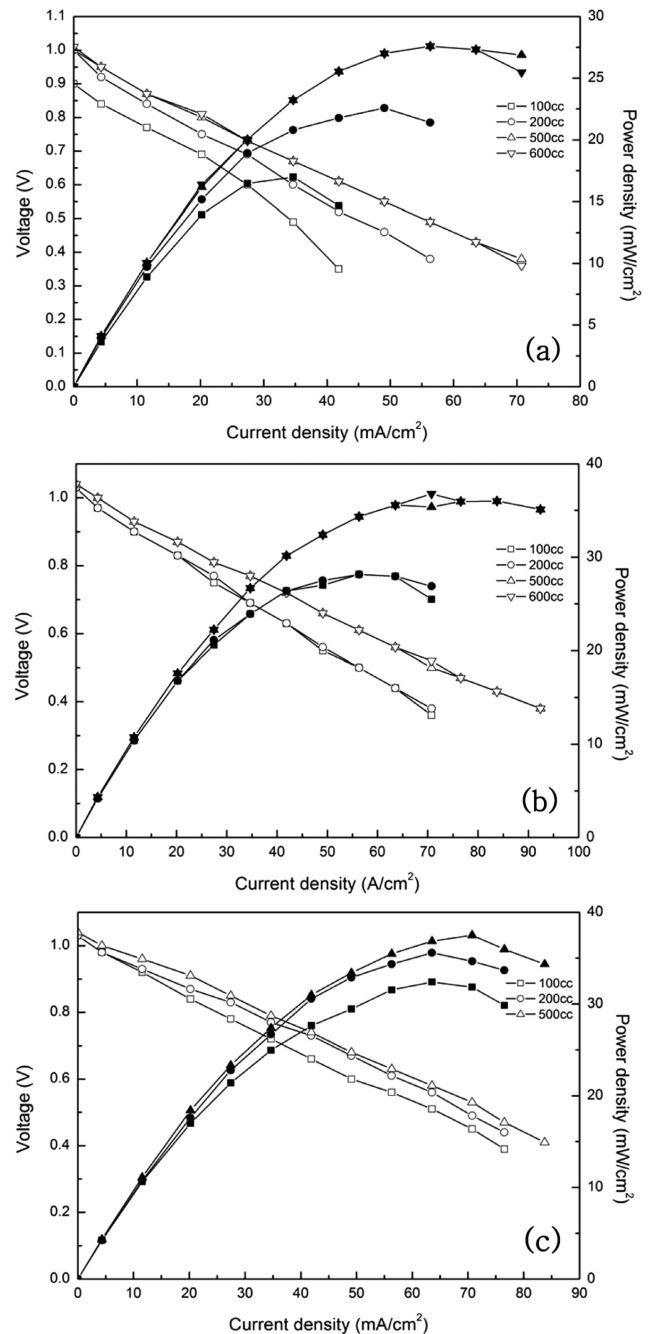 1.1
1.0
0.9
0.8
0.7
0.6
0.5
0.4
0.3
0.2
0.1
0.0
Voltage (V)
0 10 20 30 40 50 60 70 80
Current density (mA/cm²)
30
25
20
15
10
5
0
Power density (mW/cm²)
100cc
200cc
500cc
600cc
(a)
1.0
0.8
0.6
0.4
0.2
0.0
Voltage (V)
0 10 20 30 40 50 60 70 80 90 100
Current density (A/cm²)
40
30
20
10
0
Power density (mW/cm²)
100cc
200cc
500cc
600cc
(b)
1.0
0.8
0.6
0.4
0.2
0.0
Voltage (V)
0 10 20 30 40 50 60 70 80 90
Current density (mA/cm²)
40
30
20
10
0
Power density (mW/cm²)
100cc
200cc
500cc
(c)